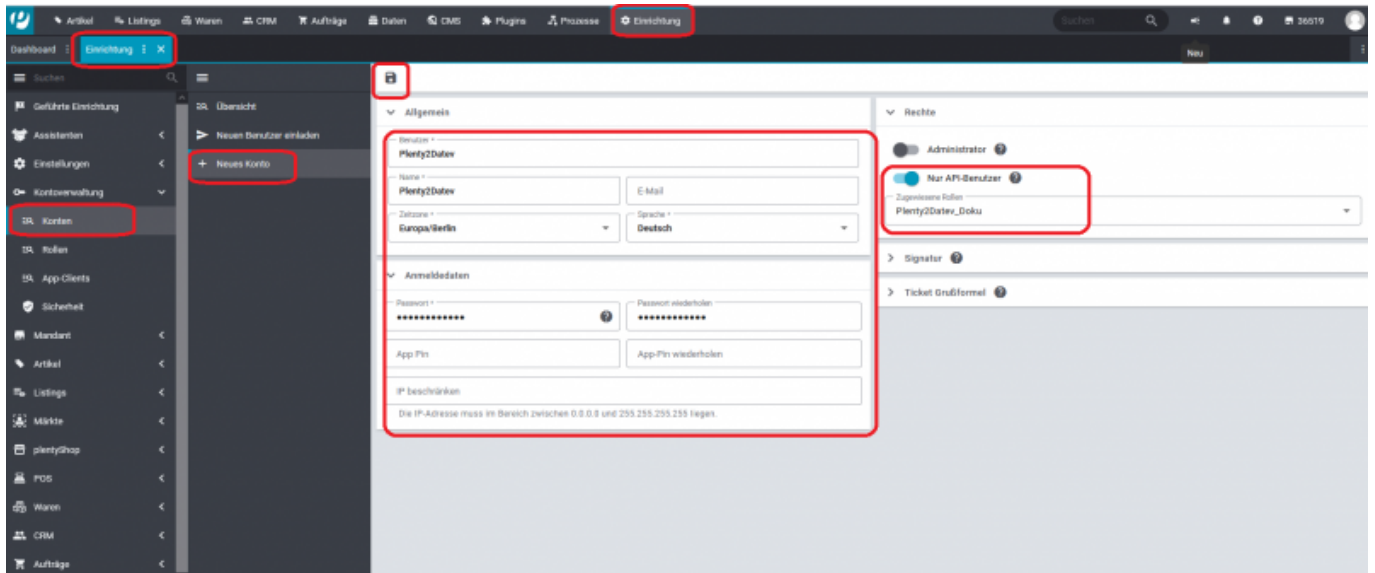 Artikel Listings Waren CRM Aufträge Daten CMS Plugins Prozesse Einrichtung Suchen 26619
Dashboard Einrichtung Neu
Suchen
Geführte Einrichtung
Assistenten
Einstellungen
Kontoverwaltung
Konten
Rollen
App-Clients
Sicherheit
Mandant
Artikel
Listings
Märkte
plentyShop
POS
Waren
CRM
Aufträge
Übersicht
Neuen Benutzer einladen
+ Neues Konto
Allgemein
Benutzer *
Plenty2Datev
Name *
Plenty2Datev
E-Mail
Zeitzone *
Europa/Berlin
Sprache *
Deutsch
Anmeldedaten
Passwort *
••••••••••••
Passwort wiederholen
••••••••••••
App Pin
App-Pin wiederholen
IP beschränken
Die IP-Adresse muss im Bereich zwischen 0.0.0.0 und 255.255.255.255 liegen.
Rechte
Administrator
Nur API-Benutzer
Zugewiesene Rollen
Plenty2Datev_Doku
Signatur
Ticket Grußformel